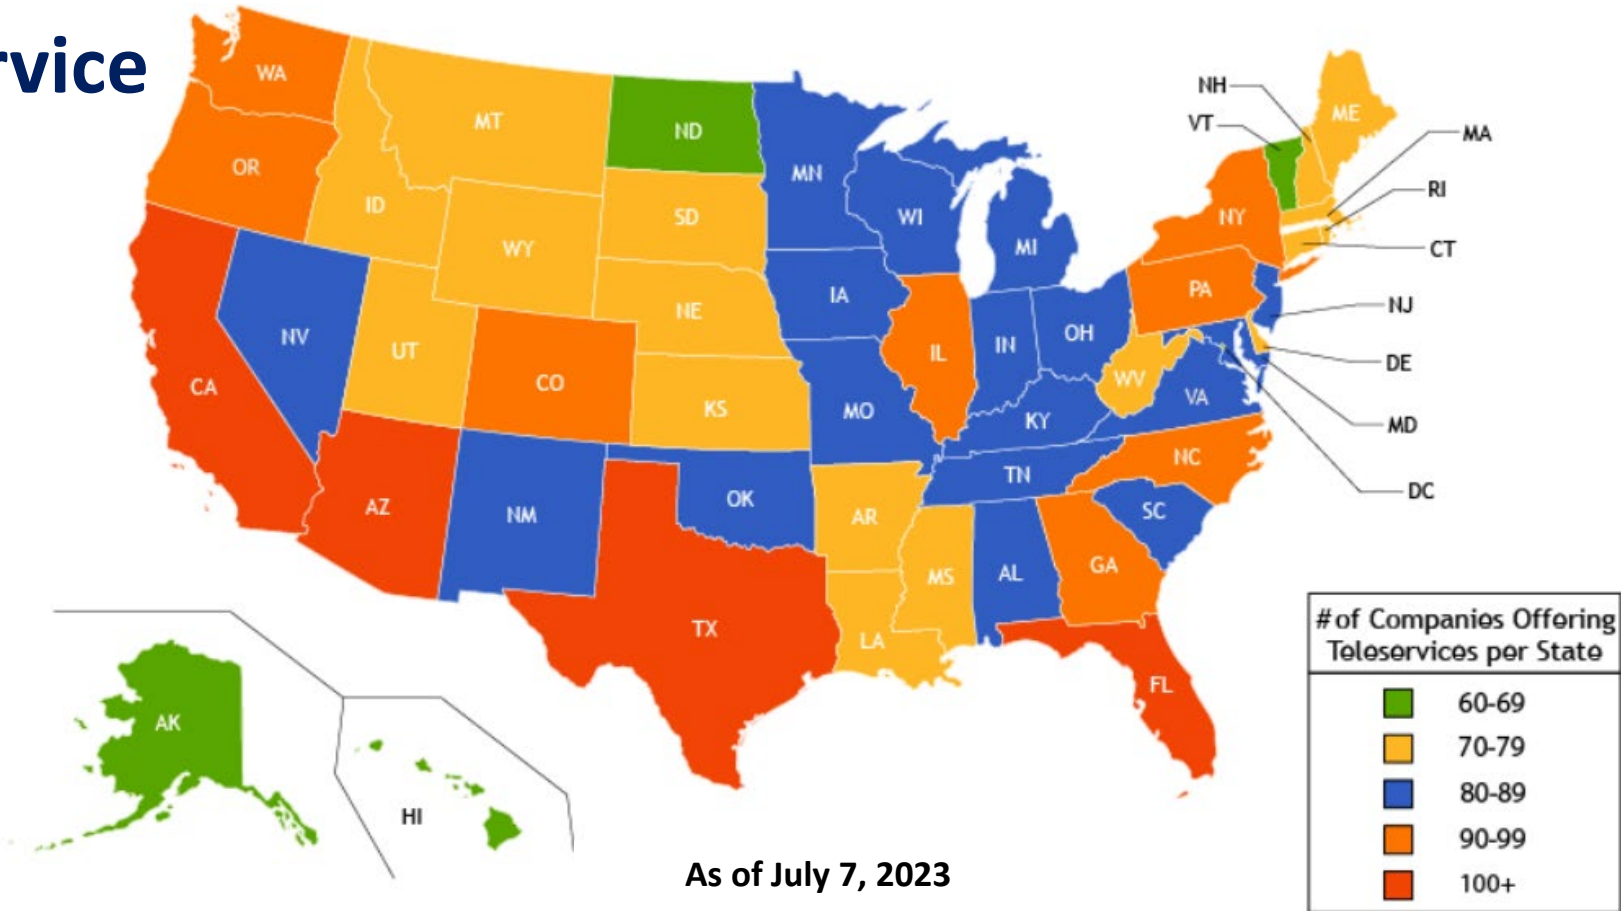 rvice
WA
MT
ND
MN
OR
ID
WY
SD
WI
MI
NH
VT
ME
MA
RI
NY
CT
NV
UT
CO
NE
IA
IL
IN
OH
PA
NJ
DE
CA
KS
MO
KY
WV
VA
MD
DC
AZ
NM
OK
AR
TN
NC
SC
MS
AL
GA
TX
LA
FL
AK
HI
# of Companies Offering
Teleservices per State
60-69
70-79
80-89
90-99
100+
As of July 7, 2023